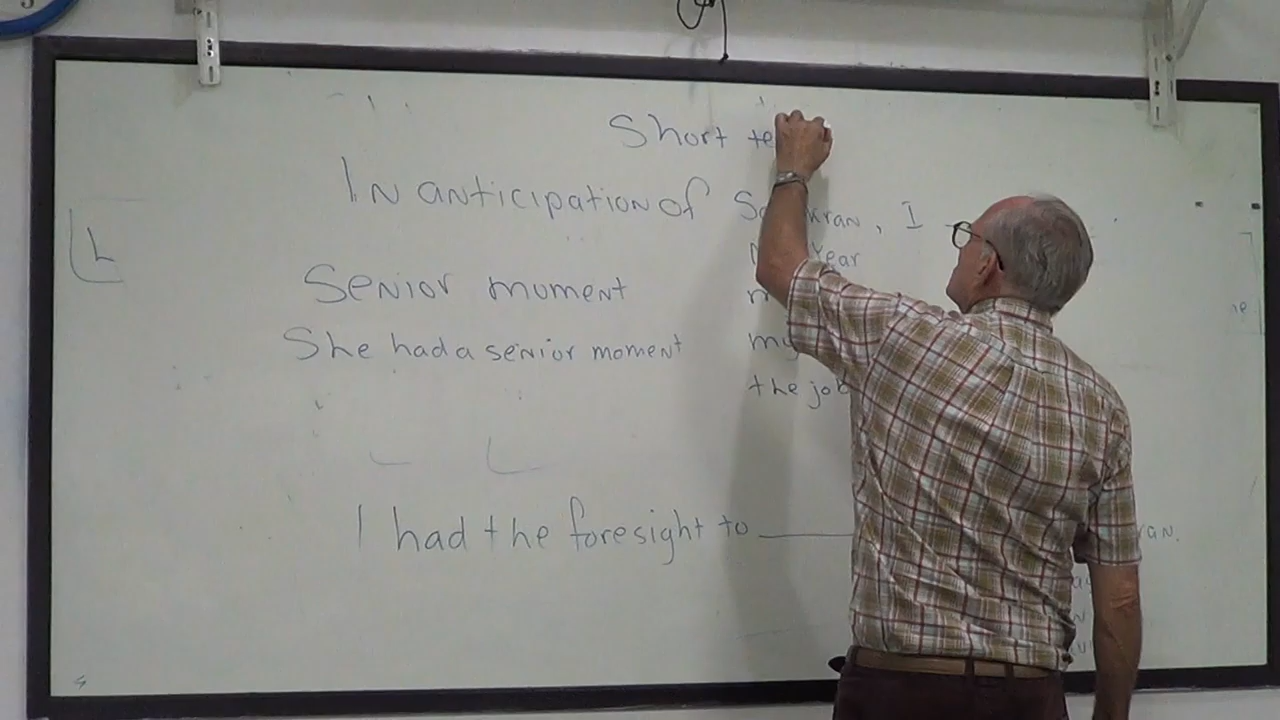 Short te
In anticipation of S kran, I
Year
Senior moment
She had a senior moment my
the job
I had the foresight to